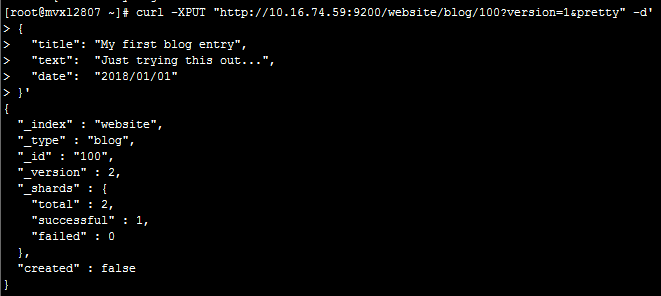 [root@mvxl2807 ~]# curl -XPUT "http://10.16.74.59:9200/website/blog/100?version=1&pretty" -d'
> {
>   "title": "My first blog entry",
>   "text":  "Just trying this out...",
>   "date":  "2018/01/01"
> }'
{
  "_index" : "website",
  "_type" : "blog",
  "_id" : "100",
  "_version" : 2,
  "_shards" : {
    "total" : 2,
    "successful" : 1,
    "failed" : 0
  },
  "created" : false
}